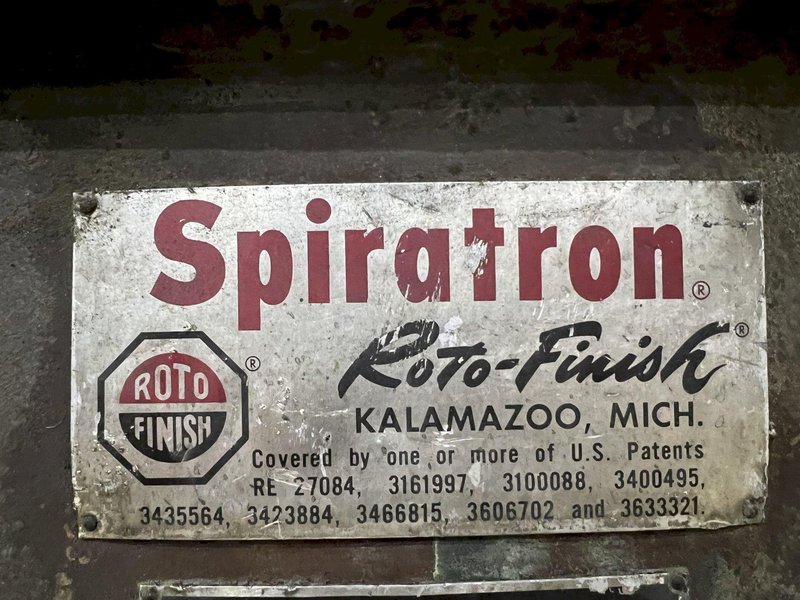 Spiratron®
Roto-Finish®
ROTO
FINISH
®
KALAMAZOO, MICH.
Covered by one or more of U.S. Patents
RE 27084, 3161997, 3100088, 3400495,
3435564, 3423884, 3466815, 3606702 and 3633321.